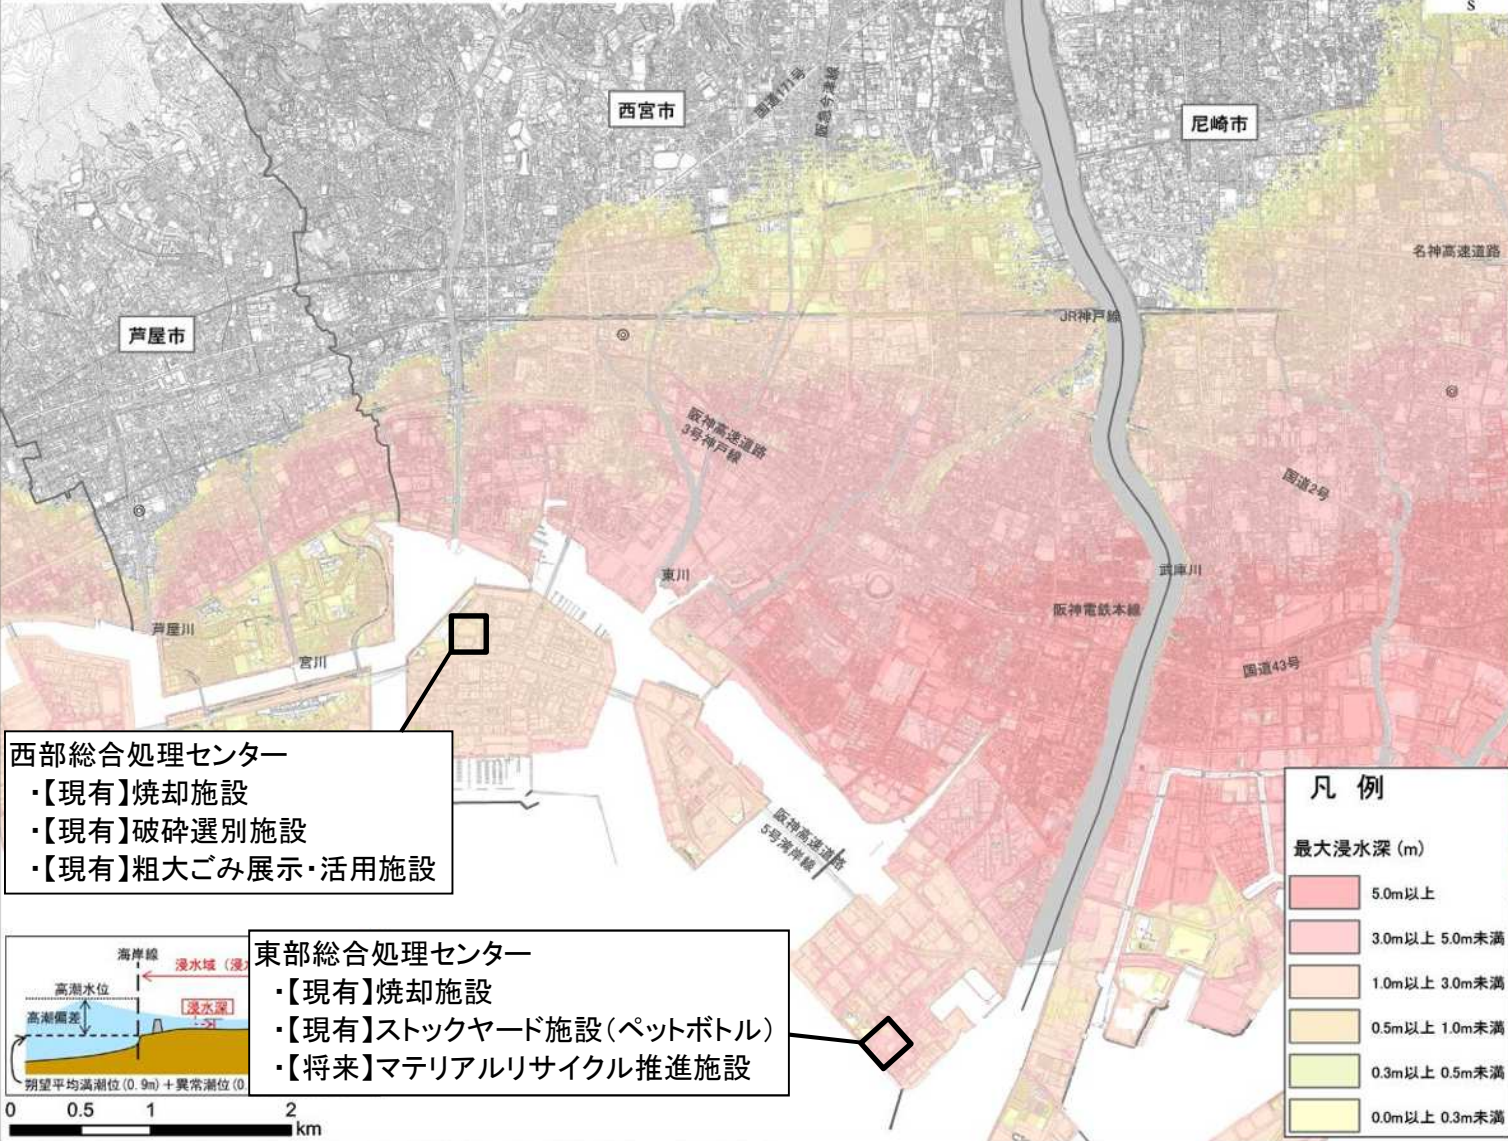 S
国道171号
阪急今津線
西宮市
尼崎市
名神高速道路
芦屋市
JR神戸線
阪神高速道路
3号神戸線
国道2号
東川
武庫川
阪神電鉄本線
芦屋川
宮川
国道43号
西部総合処理センター
・【現有】焼却施設
・【現有】破砕選別施設
・【現有】粗大ごみ展示・活用施設
阪神高速道路
5号湾岸線
凡 例
最大浸水深 (m)
5.0m以上
3.0m以上 5.0m未満
1.0m以上 3.0m未満
0.5m以上 1.0m未満
0.3m以上 0.5m未満
0.0m以上 0.3m未満
東部総合処理センター
・【現有】焼却施設
・【現有】ストックヤード施設(ペットボトル)
・【将来】マテリアルリサイクル推進施設
海岸線
浸水域 (浸
高潮水位
浸水深
高潮偏差
朔望平均満潮位(0.9m)+異常潮位(0.
0 0.5 1 2
km